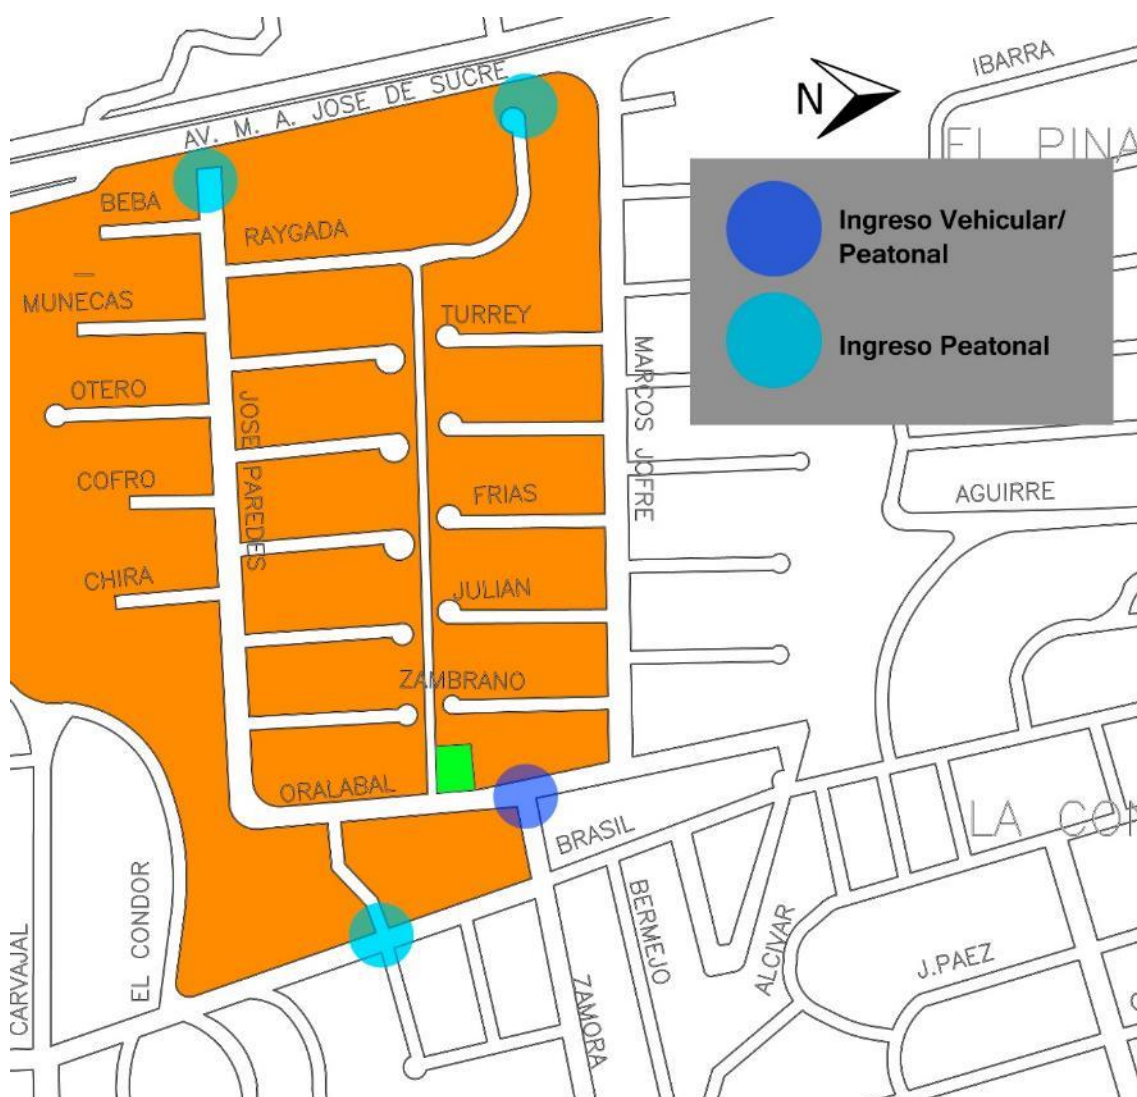 AV. M. A. JOSE DE SUCRE
IBARRA
N
EL PINA
BEBA
RAYGADA
Ingreso Vehicular/
Peatonal
MUNECAS
TURREY
Ingreso Peatonal
OTERO
JOSE PAREDES
MARCOS JOFRE
COFRO
FRIAS
AGUIRRE
CHIRA
JULIAN
ZAMBRANO
ORALABAL
BRASIL
LA CON
EL CONDOR
BERMEJO
ALCIVAR
CARVAJAL
J.PAEZ
ZAMORA